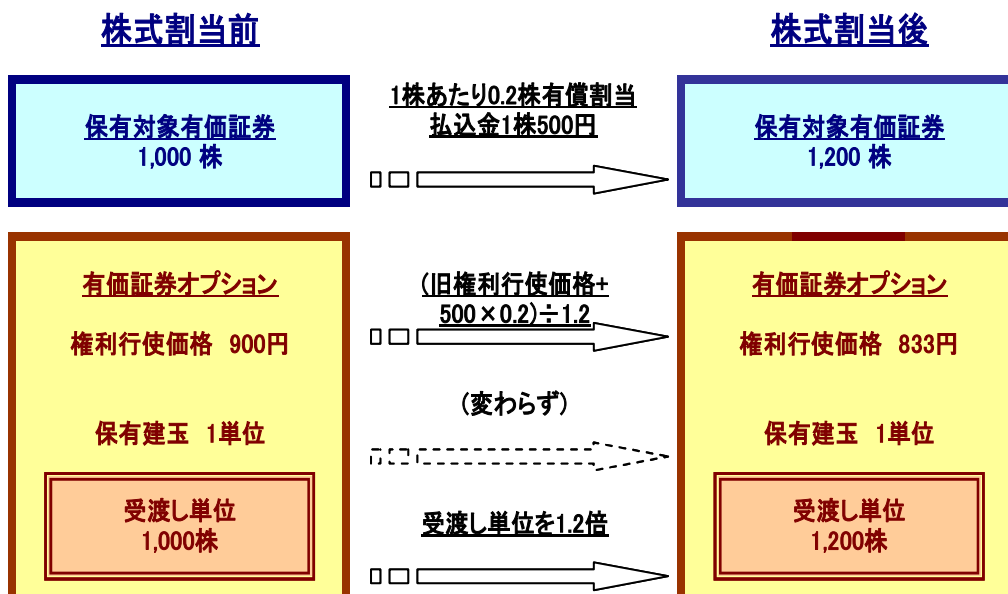 株式割当前
株式割当後
保有対象有価証券
1,000 株
1株あたり0.2株有償割当
払込金1株500円
保有対象有価証券
1,200 株
有価証券オプション
権利行使価格 900円
保有建玉 1単位
受渡し単位
1,000株
(旧権利行使価格+
500×0.2)÷1.2
(変わらず)
受渡し単位を1.2倍
有価証券オプション
権利行使価格 833円
保有建玉 1単位
受渡し単位
1,200株